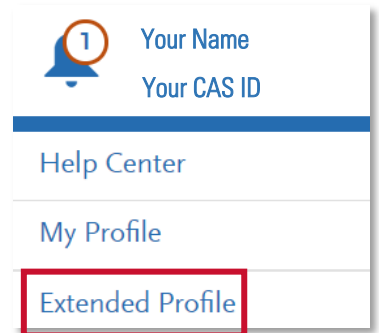 1
Your Name
Your CAS ID
Help Center
My Profile
Extended Profile